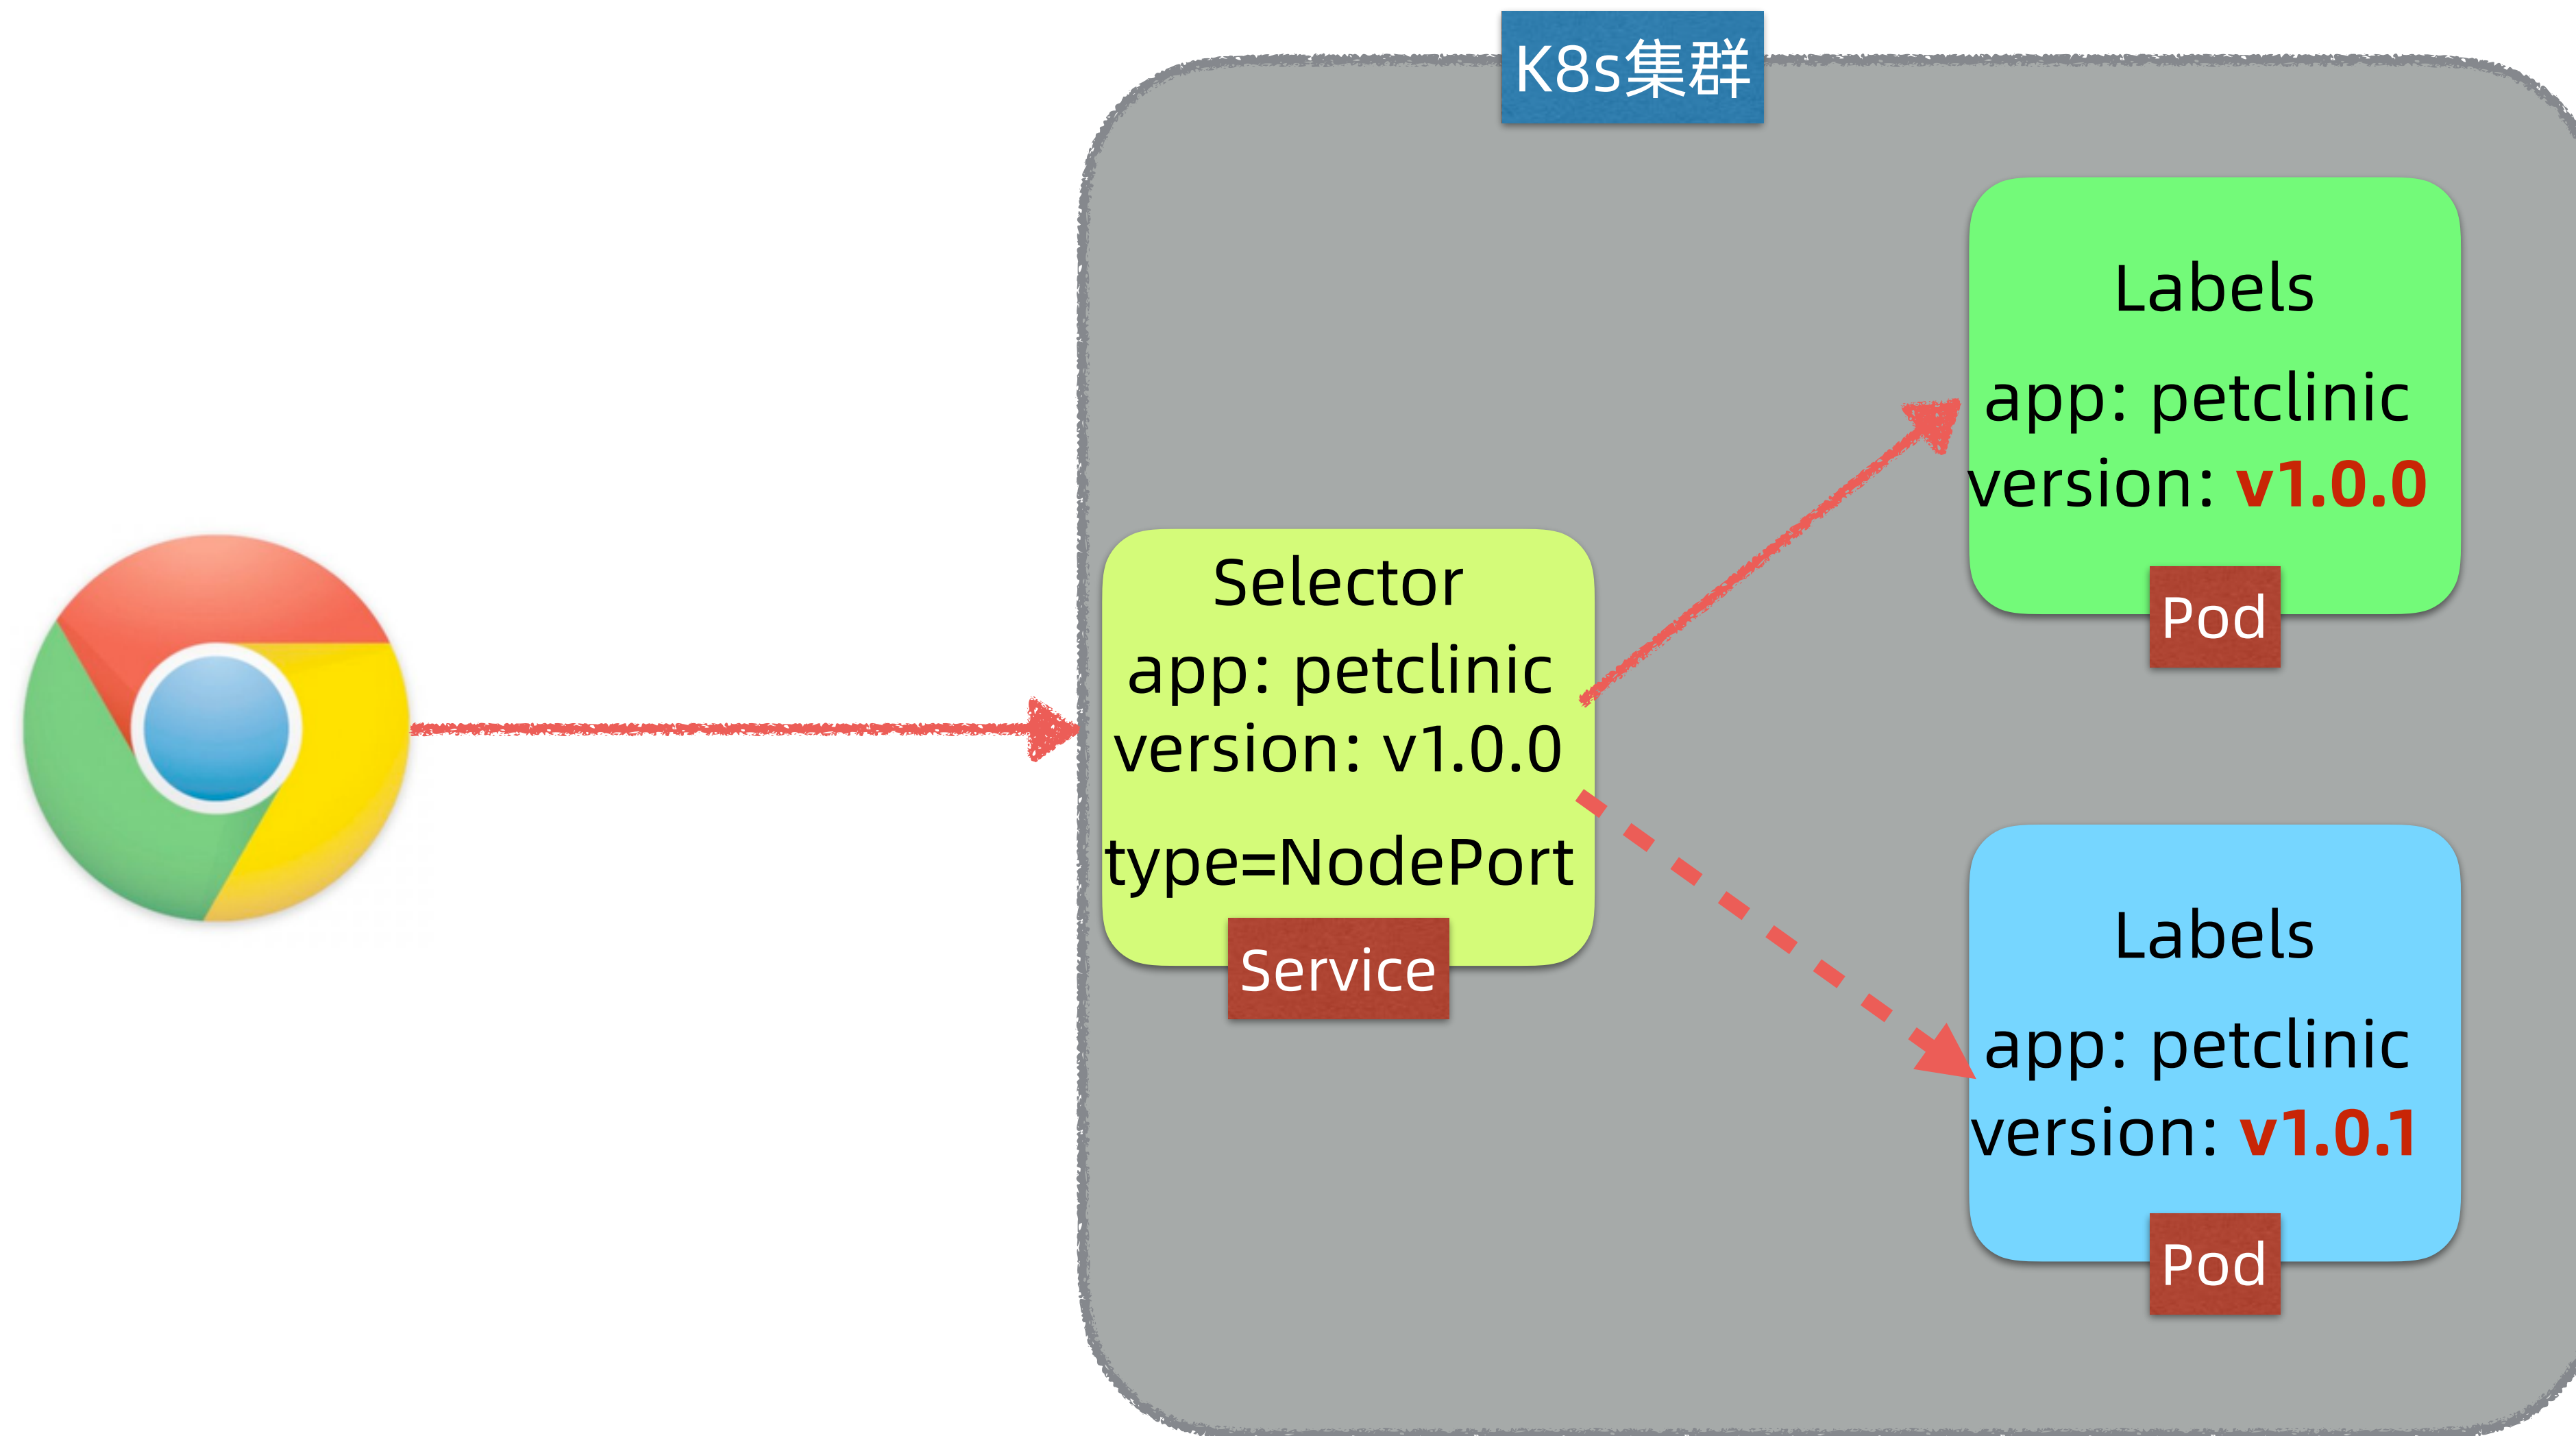 K8s集群
Selector
app: petclinic
version: v1.0.0
type=NodePort
Service
Labels
app: petclinic
version: v1.0.0
Pod
Labels
app: petclinic
version: v1.0.1
Pod